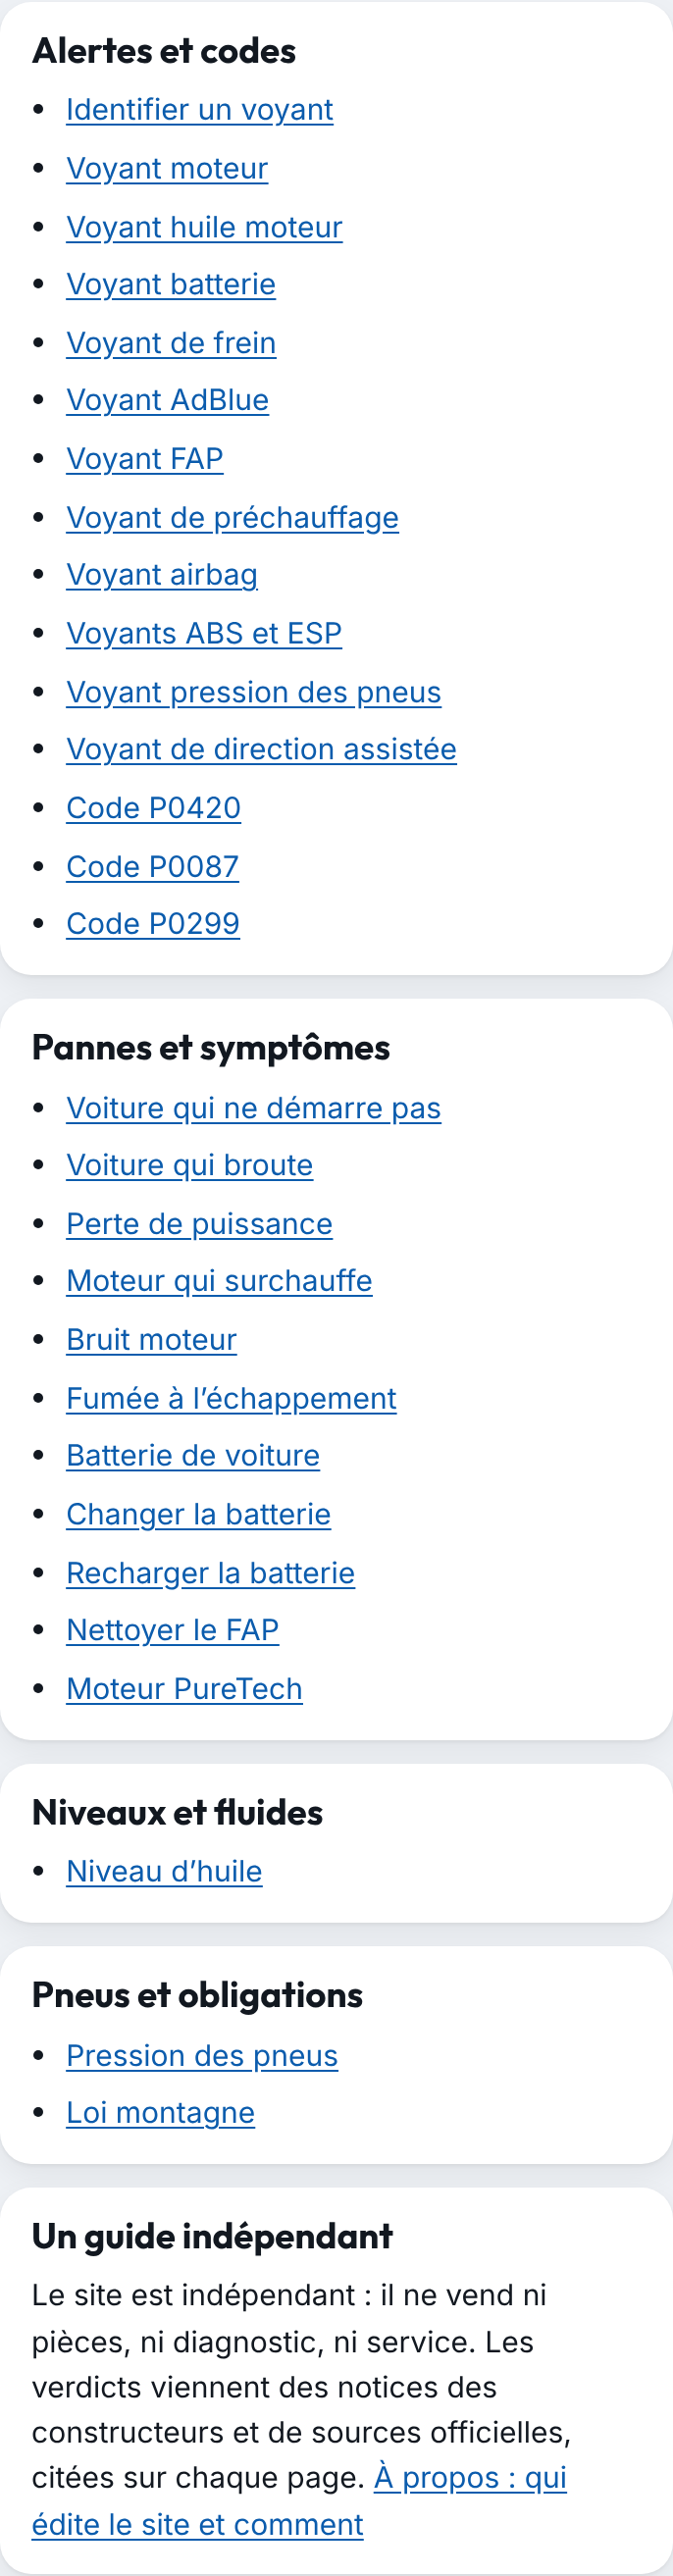 Alertes et codes
• Identifier un voyant
• Voyant moteur
• Voyant huile moteur
• Voyant batterie
• Voyant de frein
• Voyant AdBlue
• Voyant FAP
• Voyant de préchauffage
• Voyant airbag
• Voyants ABS et ESP
• Voyant pression des pneus
• Voyant de direction assistée
• Code P0420
• Code P0087
• Code P0299
Pannes et symptômes
• Voiture qui ne démarre pas
• Voiture qui broute
• Perte de puissance
• Moteur qui surchauffe
• Bruit moteur
• Fumée à l’échappement
• Batterie de voiture
• Changer la batterie
• Recharger la batterie
• Nettoyer le FAP
• Moteur PureTech
Niveaux et fluides
• Niveau d’huile
Pneus et obligations
• Pression des pneus
• Loi montagne
Un guide indépendant
Le site est indépendant : il ne vend ni
pièces, ni diagnostic, ni service. Les
verdicts viennent des notices des
constructeurs et de sources officielles,
citées sur chaque page. À propos : qui
édite le site et comment